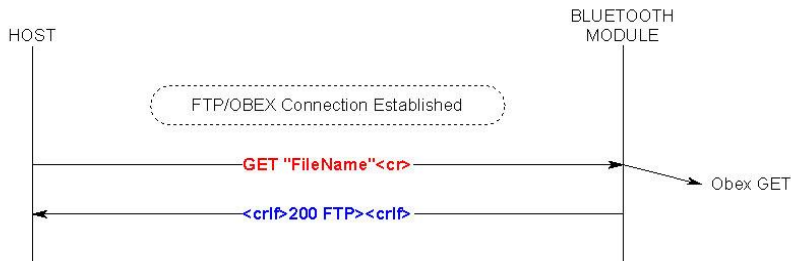 HOST
BLUETOOTH
MODULE
FTP/OBEX Connection Established
GET "FileName"<cr>
Obex GET
<crlf>200 FTP><crlf>